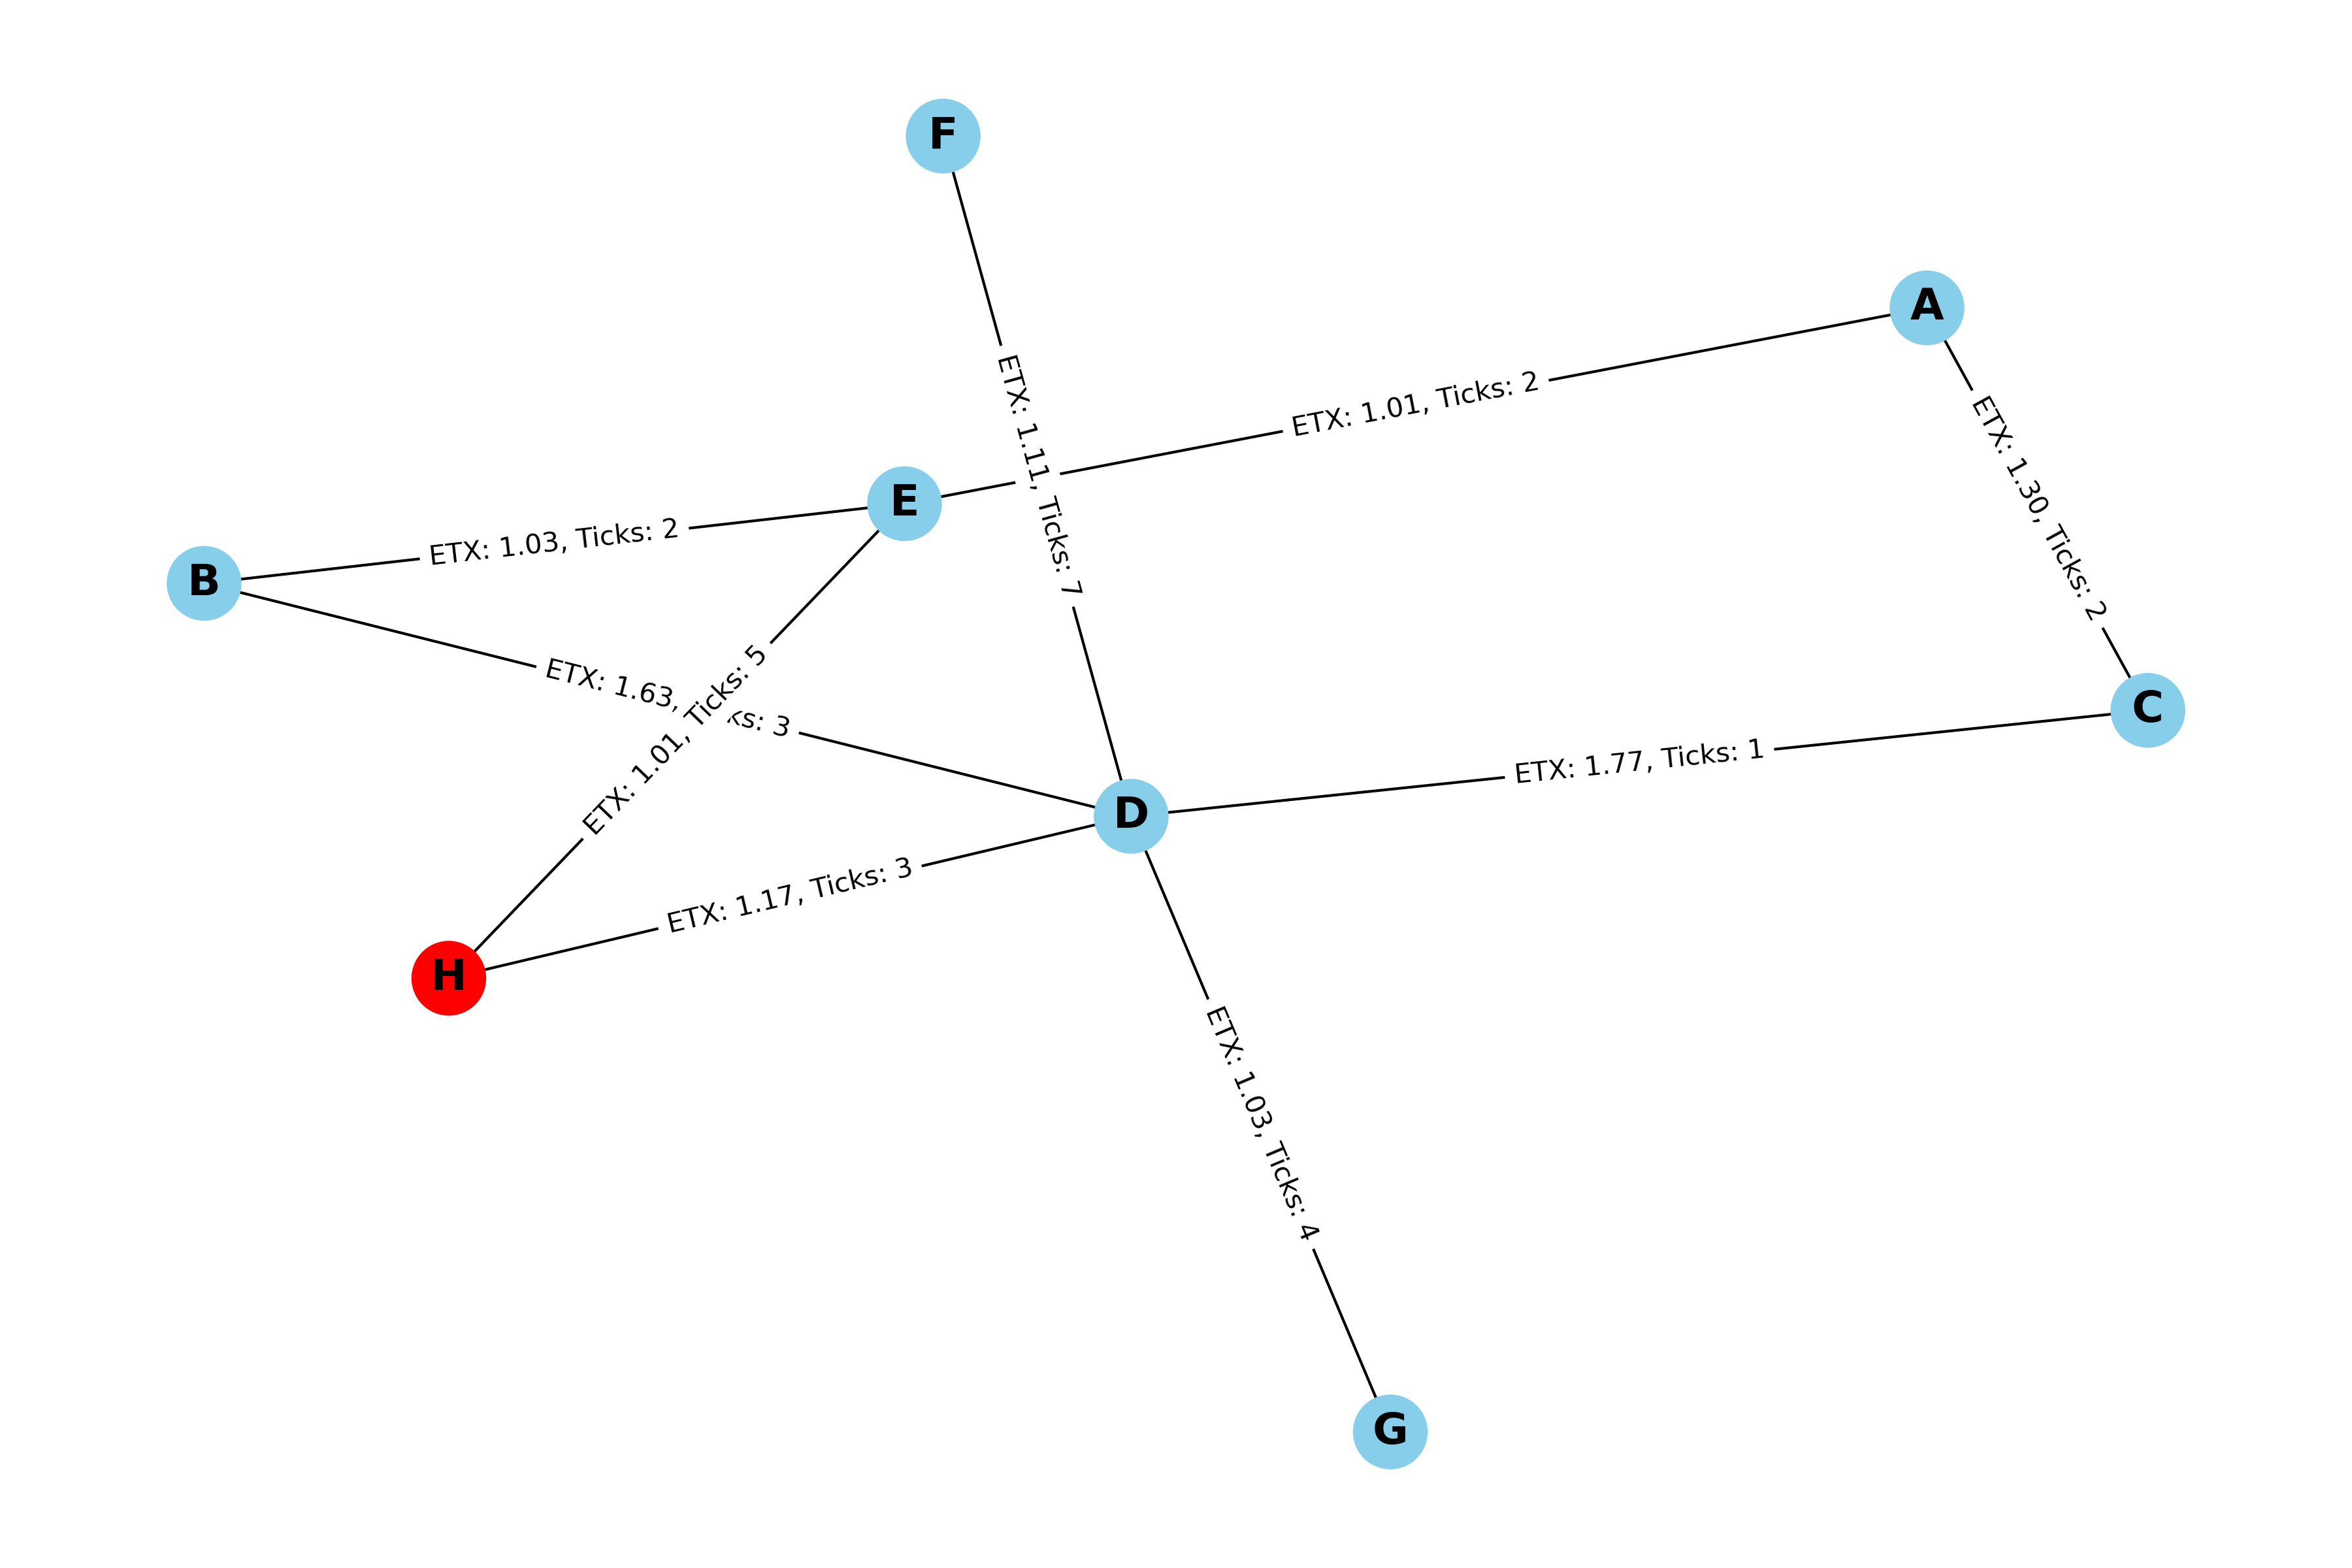 F
A
ETX: 1.11, Ticks: 7
ETX: 1.01, Ticks: 2
ETX: 1.30, Ticks: 2
E
ETX: 1.03, Ticks: 2
B
ETX: 1.63, ks: 3
ETX: 1.01, Ticks: 5
C
ETX: 1.77, Ticks: 1
D
ETX: 1.17, Ticks: 3
H
ETX: 1.03, Ticks: 4
G